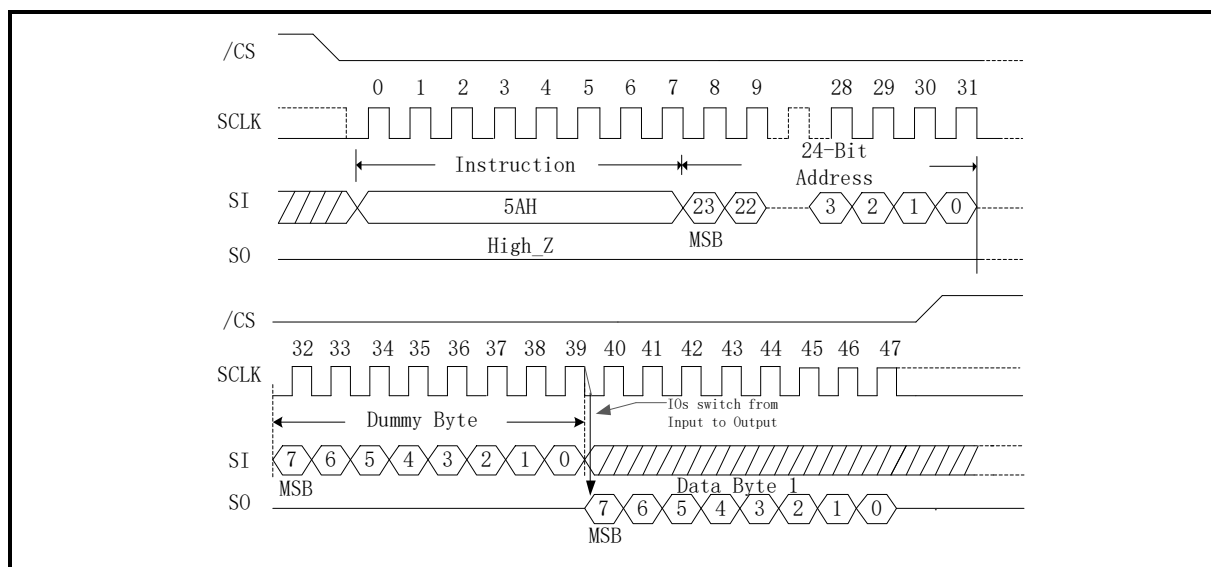 /CS
0 1 2 3 4 5 6 7 8 9 28 29 30 31
SCLK
Instruction
24-Bit
Address
SI
5AH
23 22 3 2 1 0
MSB
High_Z
SO
/CS
32 33 34 35 36 37 38 39 40 41 42 43 44 45 46 47
SCLK
IOs switch from
Input to Output
Dummy Byte
SI
7 6 5 4 3 2 1 0
MSB
Data Byte 1
SO
7 6 5 4 3 2 1 0
MSB